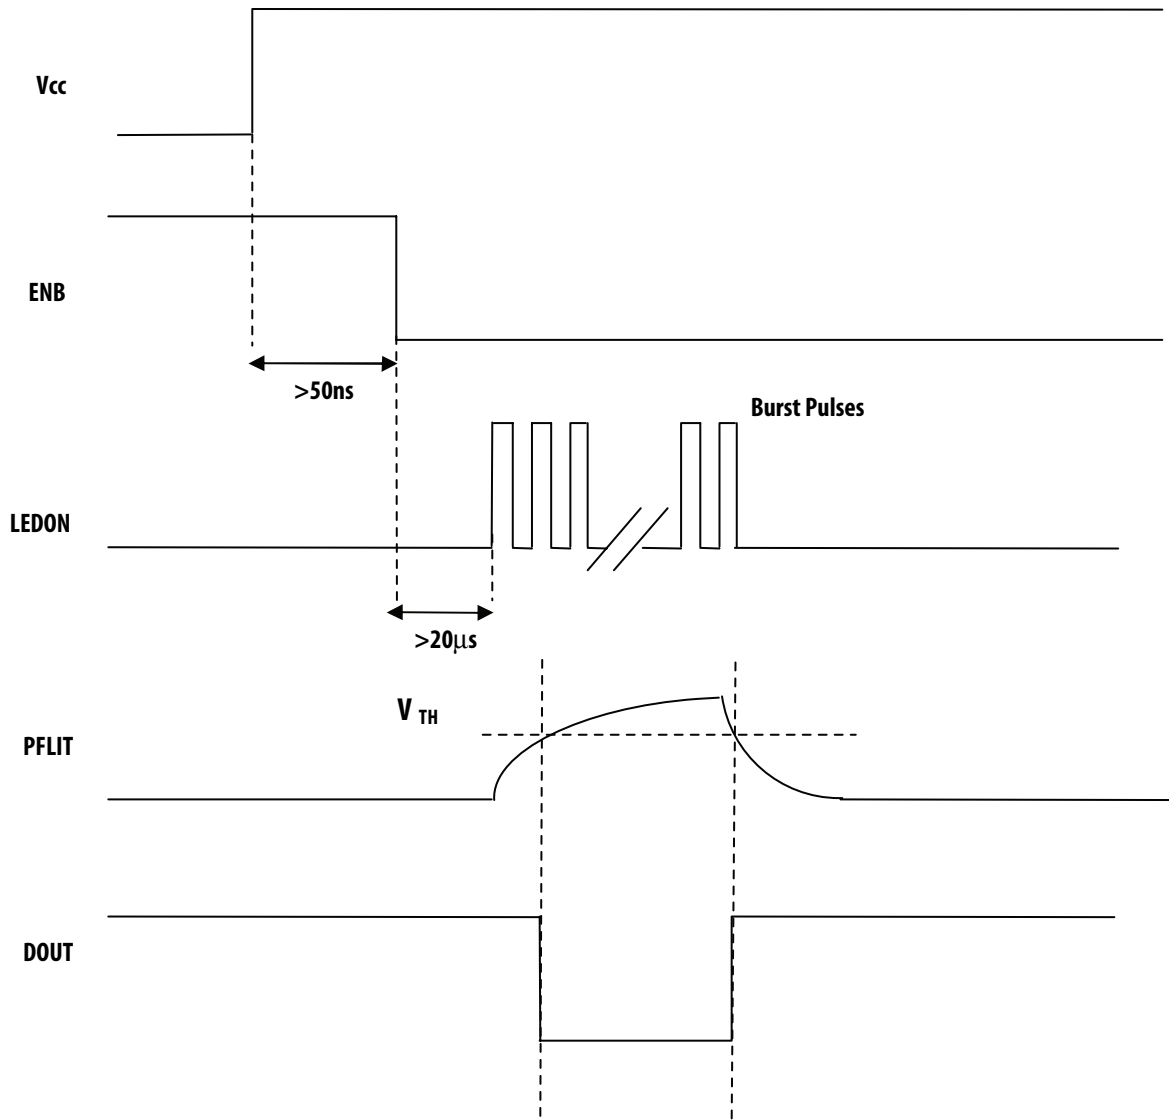 Vcc
ENB
>50ns
Burst Pulses
LEDON
>20μs
V TH
PFLIT
DOUT